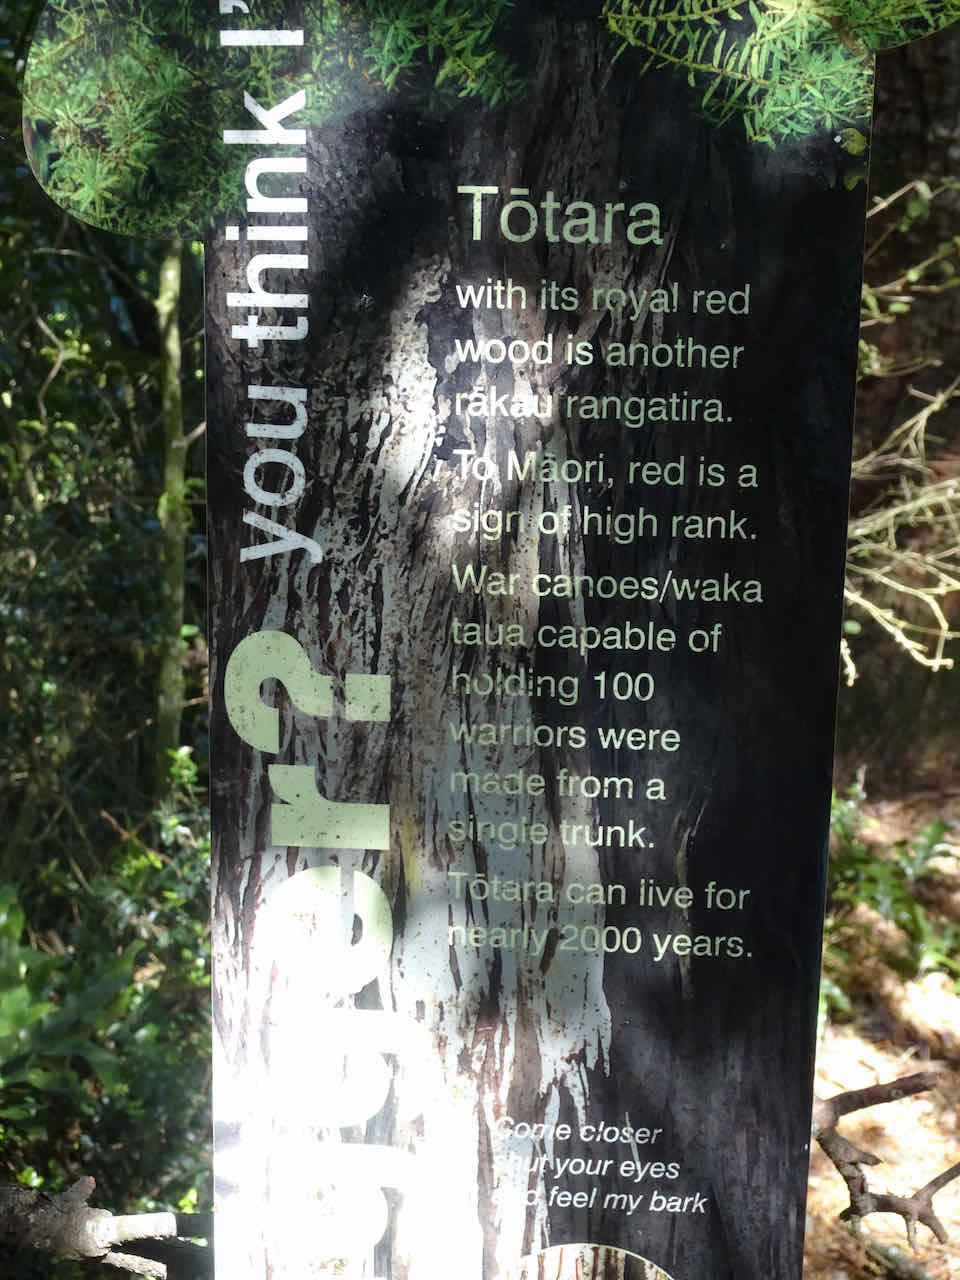 you think I'
Tōtara
with its royal red
wood is another
rākau rangatira.
To Māori, red is a
sign of high rank.
War canoes/waka
taua capable of
holding 100
warriors were
made from a
single trunk.
Tōtara can live for
nearly 2000 years.
Come closer
shut your eyes
and feel my bark